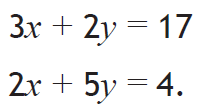 3x + 2y = 17
2x + 5y = 4.